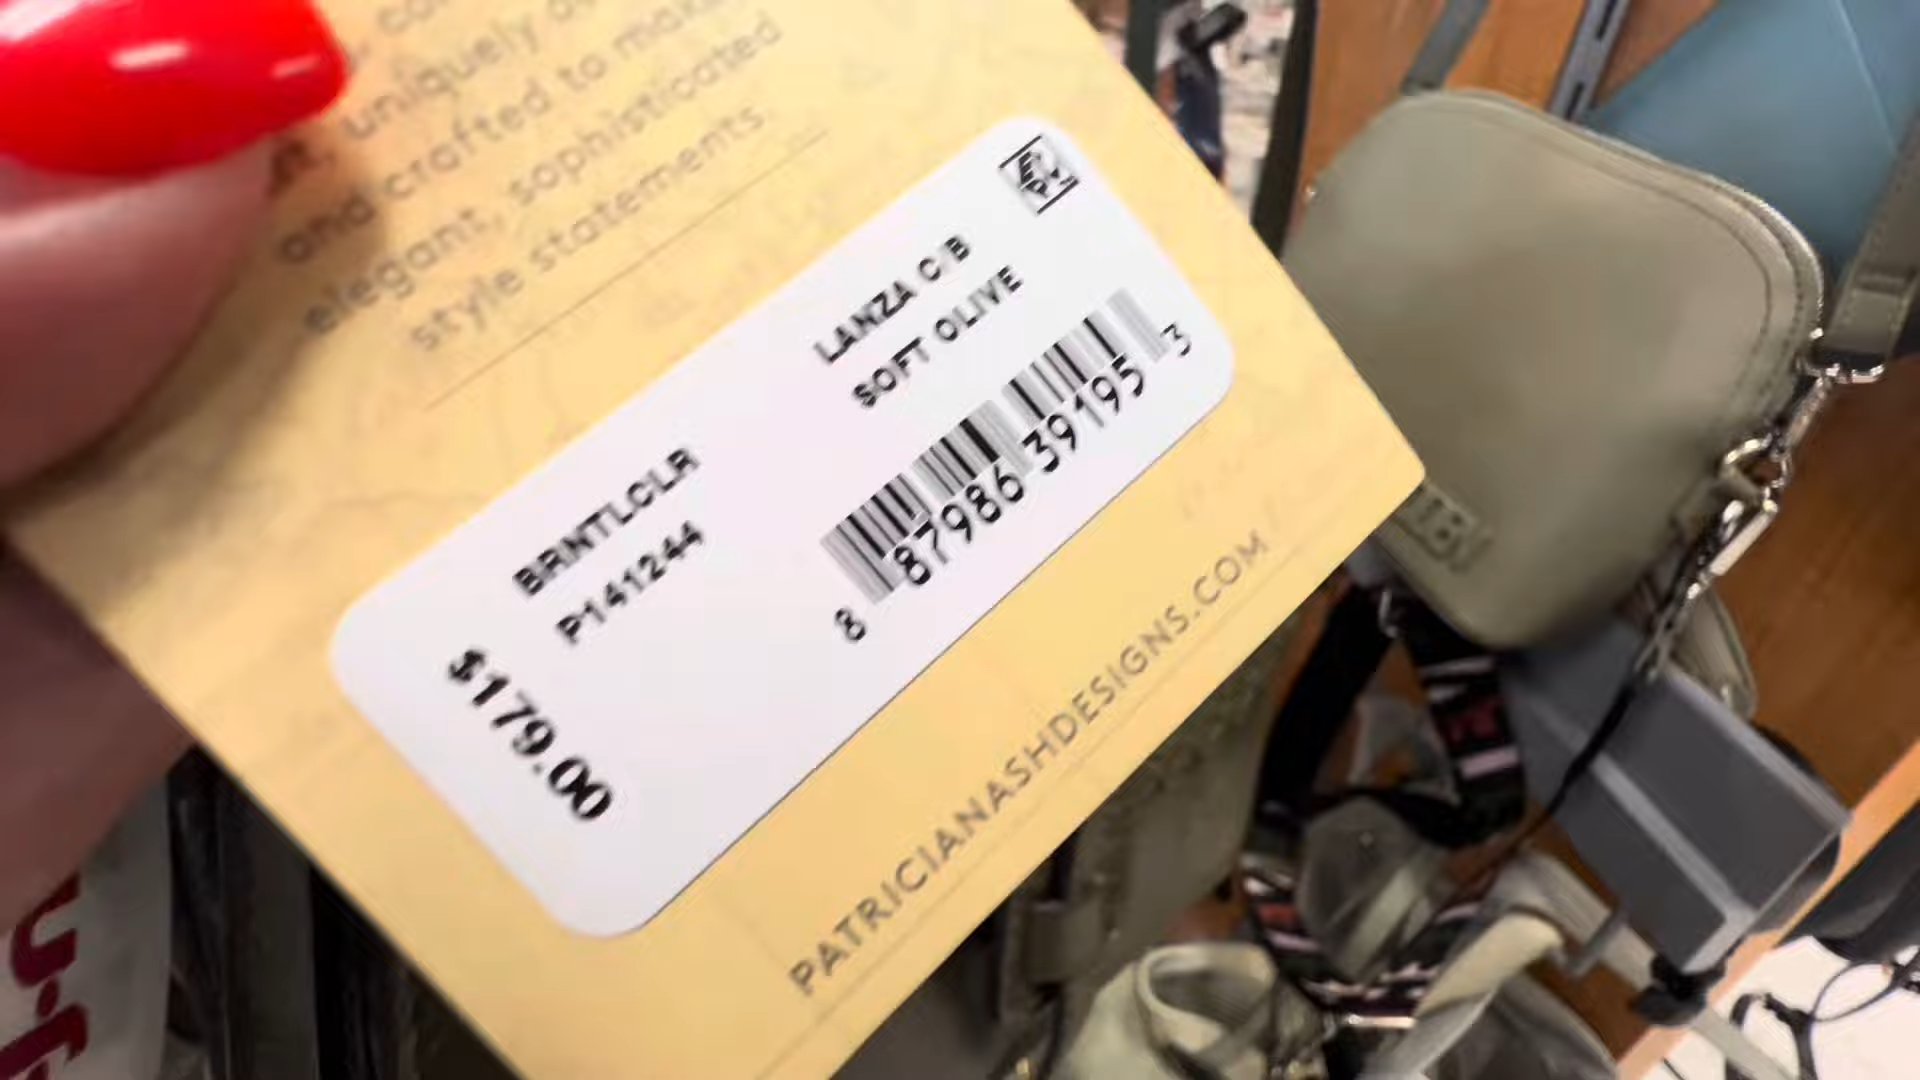 uniquely
and crafted to make
elegant, sophisticated
style statements.
LANZA C/B
SOFT OLIVE
8 87986 39195 3
BRNTLCLR
P141244
$179.00
PATRICIANASHDESIGNS.COM